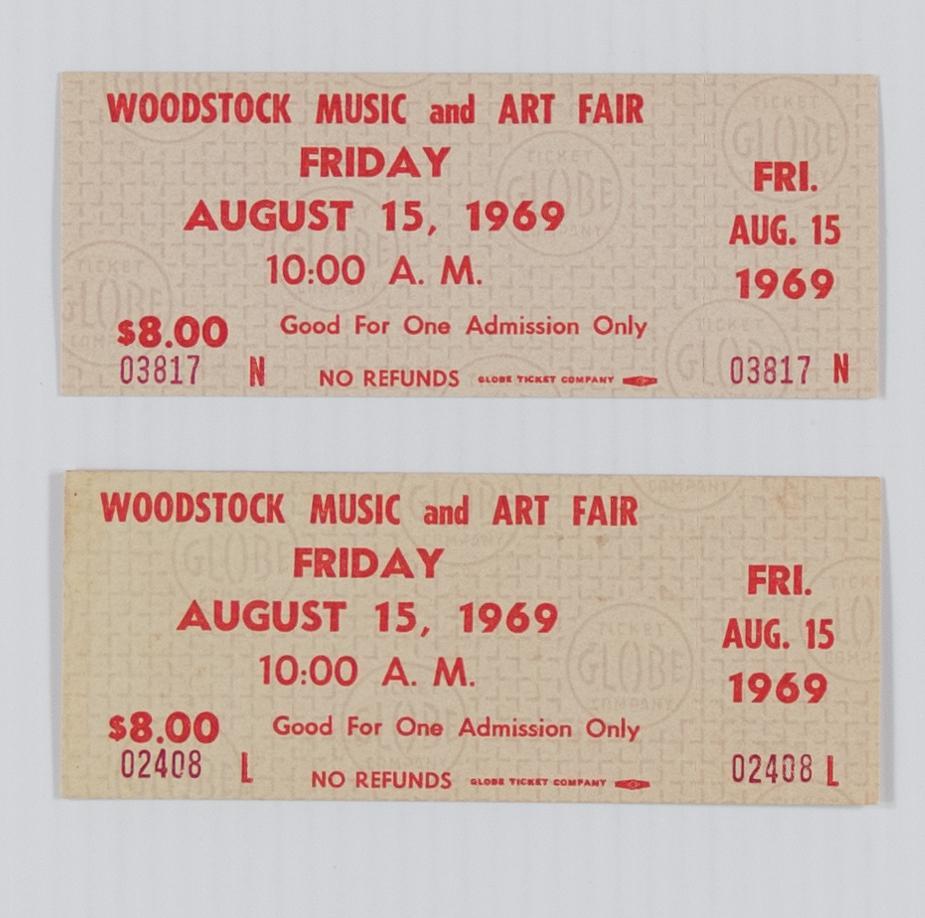 WOODSTOCK MUSIC and ART FAIR
FRIDAY
AUGUST 15, 1969
10:00 A. M.
$8.00 Good For One Admission Only
03817 N NO REFUNDS GLOBE TICKET COMPANY
FRI.
AUG. 15
1969
03817 N
WOODSTOCK MUSIC and ART FAIR
FRIDAY
AUGUST 15, 1969
10:00 A. M.
$8.00 Good For One Admission Only
02408 L NO REFUNDS GLOBE TICKET COMPANY
FRI.
AUG. 15
1969
02408 L